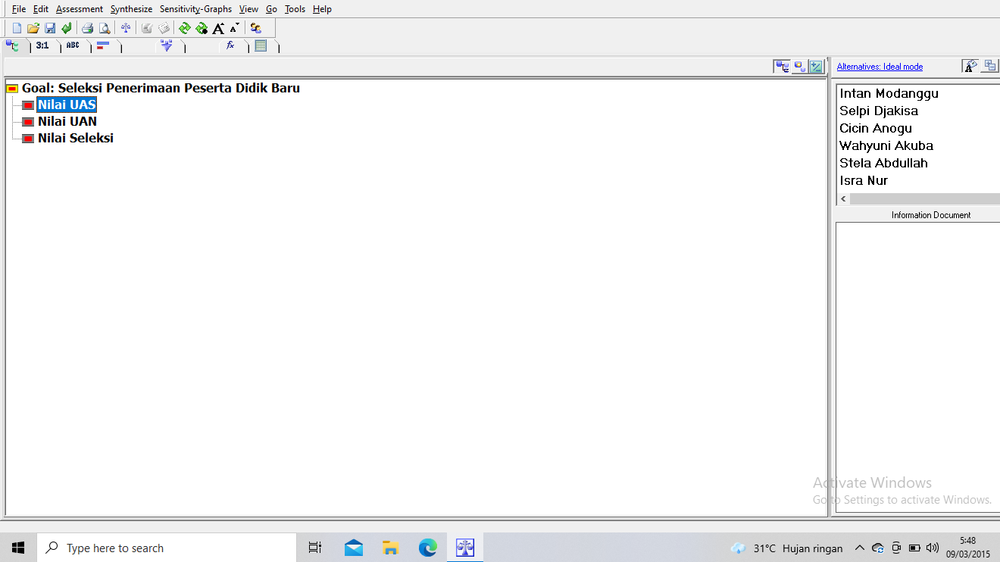 File Edit Assessment Synthesize Sensitivity-Graphs View Go Tools Help
3:1 ABC fx
Alternatives: Ideal mode
Goal: Seleksi Penerimaan Peserta Didik Baru
Nilai UAS
Nilai UAN
Nilai Seleksi
Intan Modanggu
Selpi Djakisa
Cicin Anogu
Wahyuni Akuba
Stela Abdullah
Isra Nur
Information Document
Activate Windows
Go to Settings to activate Windows.
Type here to search
31°C Hujan ringan
5:48
09/03/2015